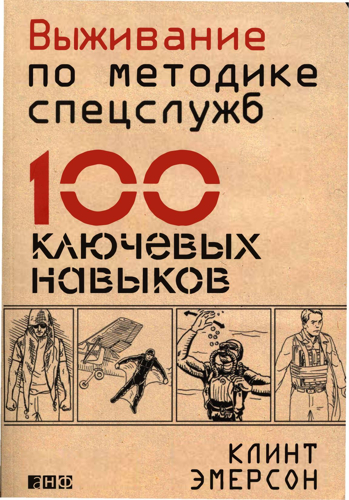 Выживание
по методике
спецслужб
100
ключевых
навыков
анф
КЛИНТ
ЭМЕРСОН